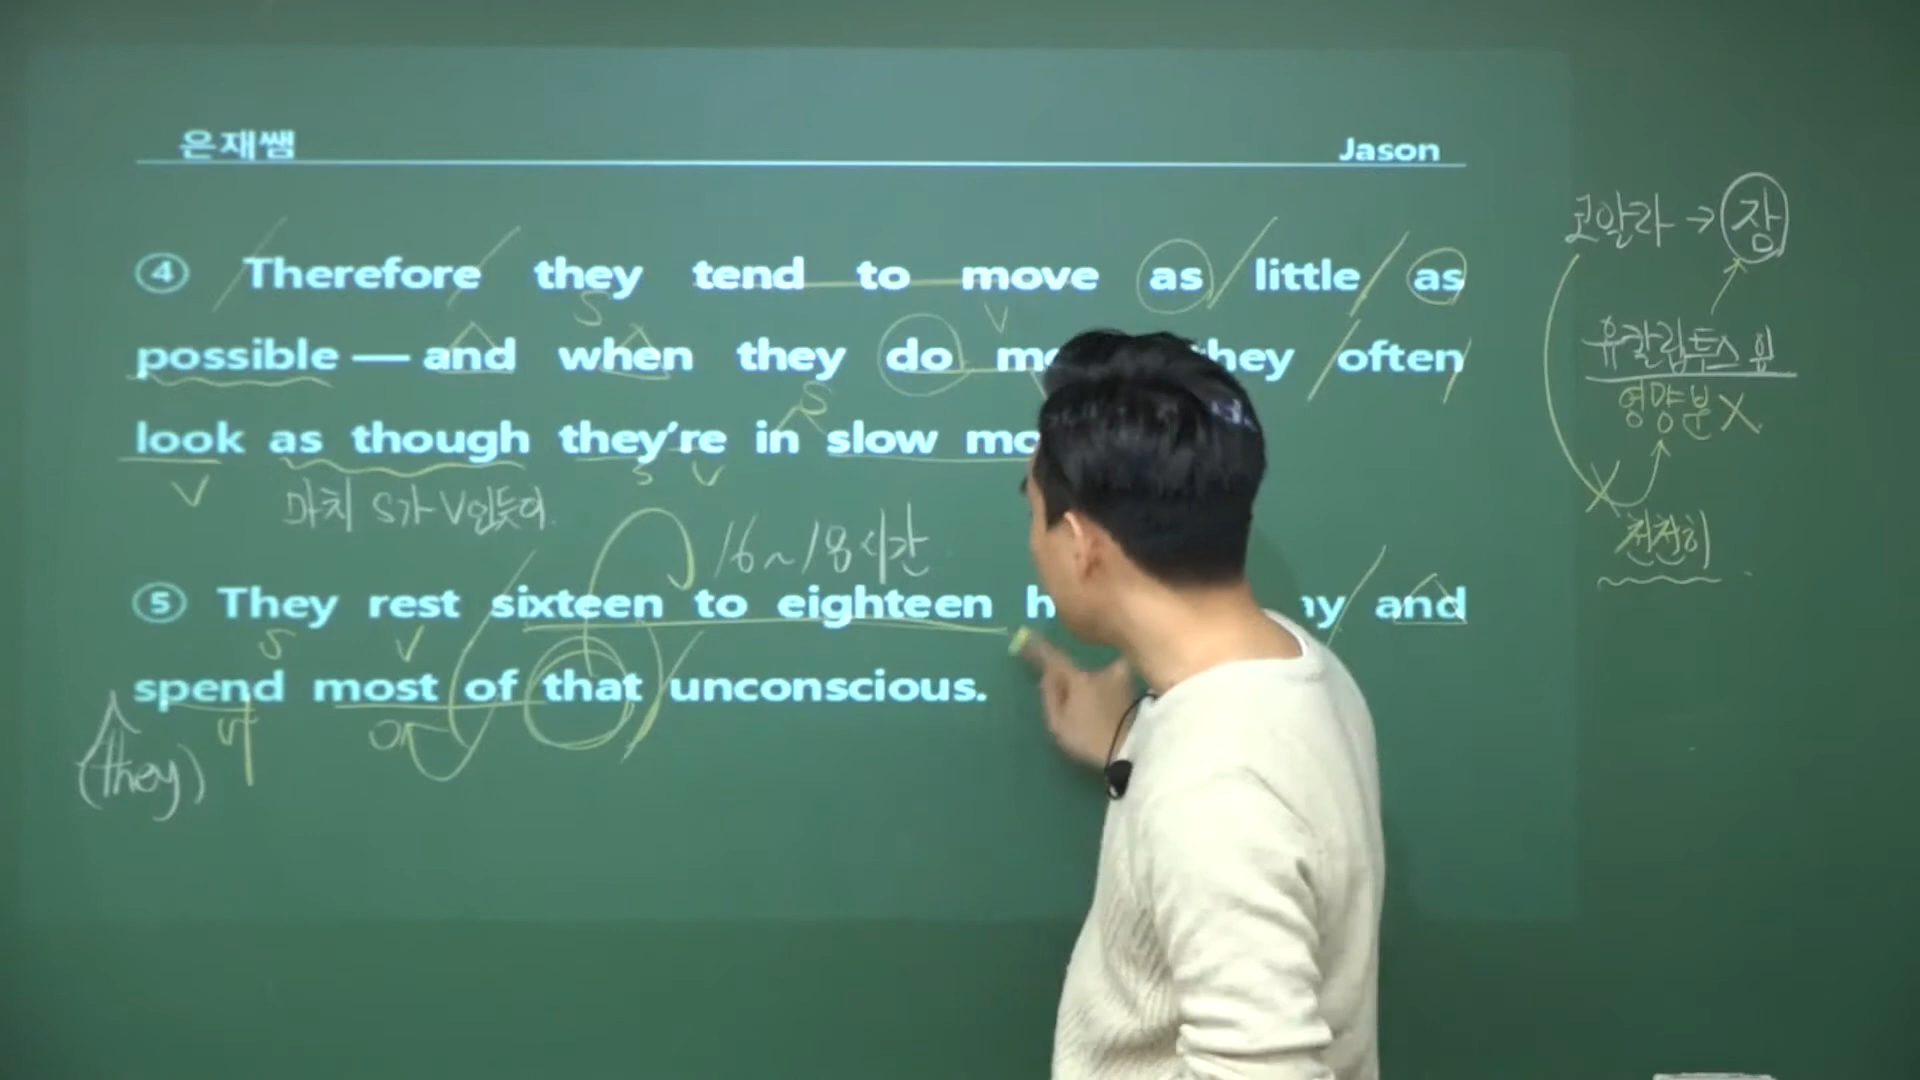 은재쌤 Jason
④ Therefore they tend to move as little as
possible — and when they do they often
look as though they're in slow
마치 S가 V인듯이.
16~18시간
⑤ They rest sixteen to eighteen and
spend most of that unconscious.
(they)
S
V
S
S
V
V
S
V
코알라 → 잠
유칼립투스 잎
영양분 X
천천히